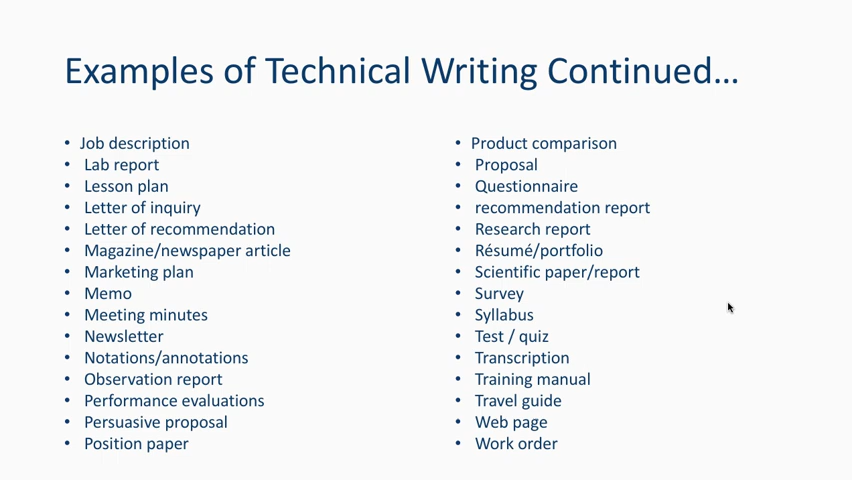 Examples of Technical Writing Continued...
• Job description
• Lab report
• Lesson plan
• Letter of inquiry
• Letter of recommendation
• Magazine/newspaper article
• Marketing plan
• Memo
• Meeting minutes
• Newsletter
• Notations/annotations
• Observation report
• Performance evaluations
• Persuasive proposal
• Position paper
• Product comparison
• Proposal
• Questionnaire
• recommendation report
• Research report
• Résumé/portfolio
• Scientific paper/report
• Survey
• Syllabus
• Test / quiz
• Transcription
• Training manual
• Travel guide
• Web page
• Work order